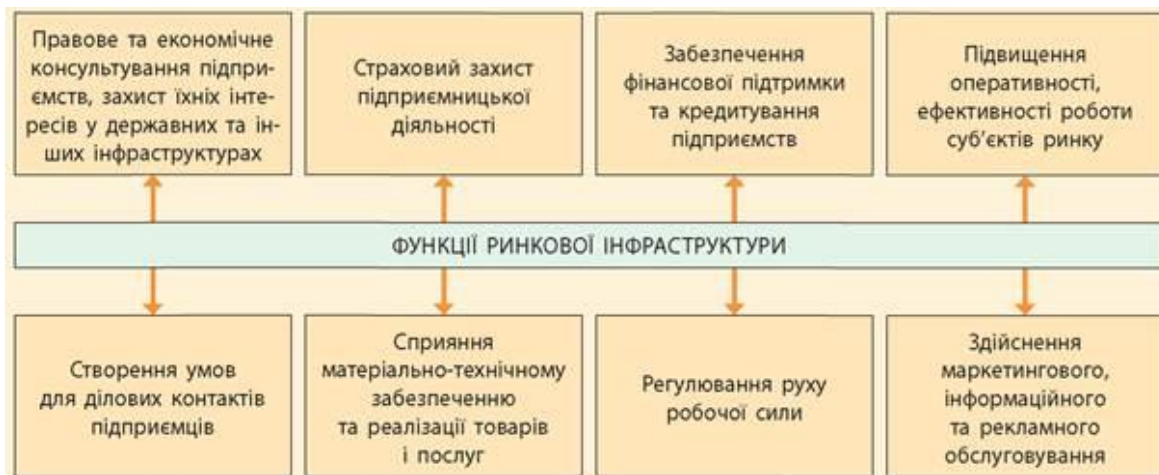 Правове та економічне
консультування підпри-
ємств, захист їхніх інте-
ресів у державних та ін-
ших інфраструктурах
Страховий захист
підприємницької
діяльності
Забезпечення
фінансової підтримки
та кредитування
підприємств
Підвищення
оперативності,
ефективності роботи
суб’єктів ринку
ФУНКЦІЇ РИНКОВОЇ ІНФРАСТРУКТУРИ
Створення умов
для ділових контактів
підприємців
Сприяння
матеріально-технічному
забезпеченню
та реалізації товарів
і послуг
Регулювання руху
робочої сили
Здійснення
маркетингового,
інформаційного
та рекламного
обслуговування